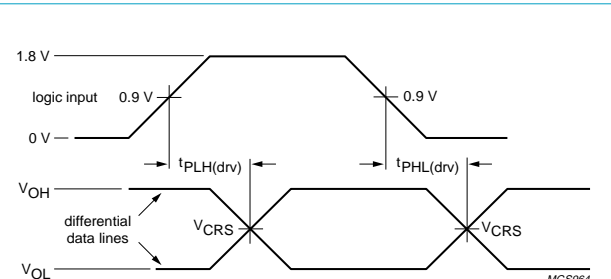 1.8 V
logic input
0.9 V
0.9 V
0 V
tPLH(drv)
tPHL(drv)
VOH
differential
data lines
VCRS
VCRS
VOL
MGS964